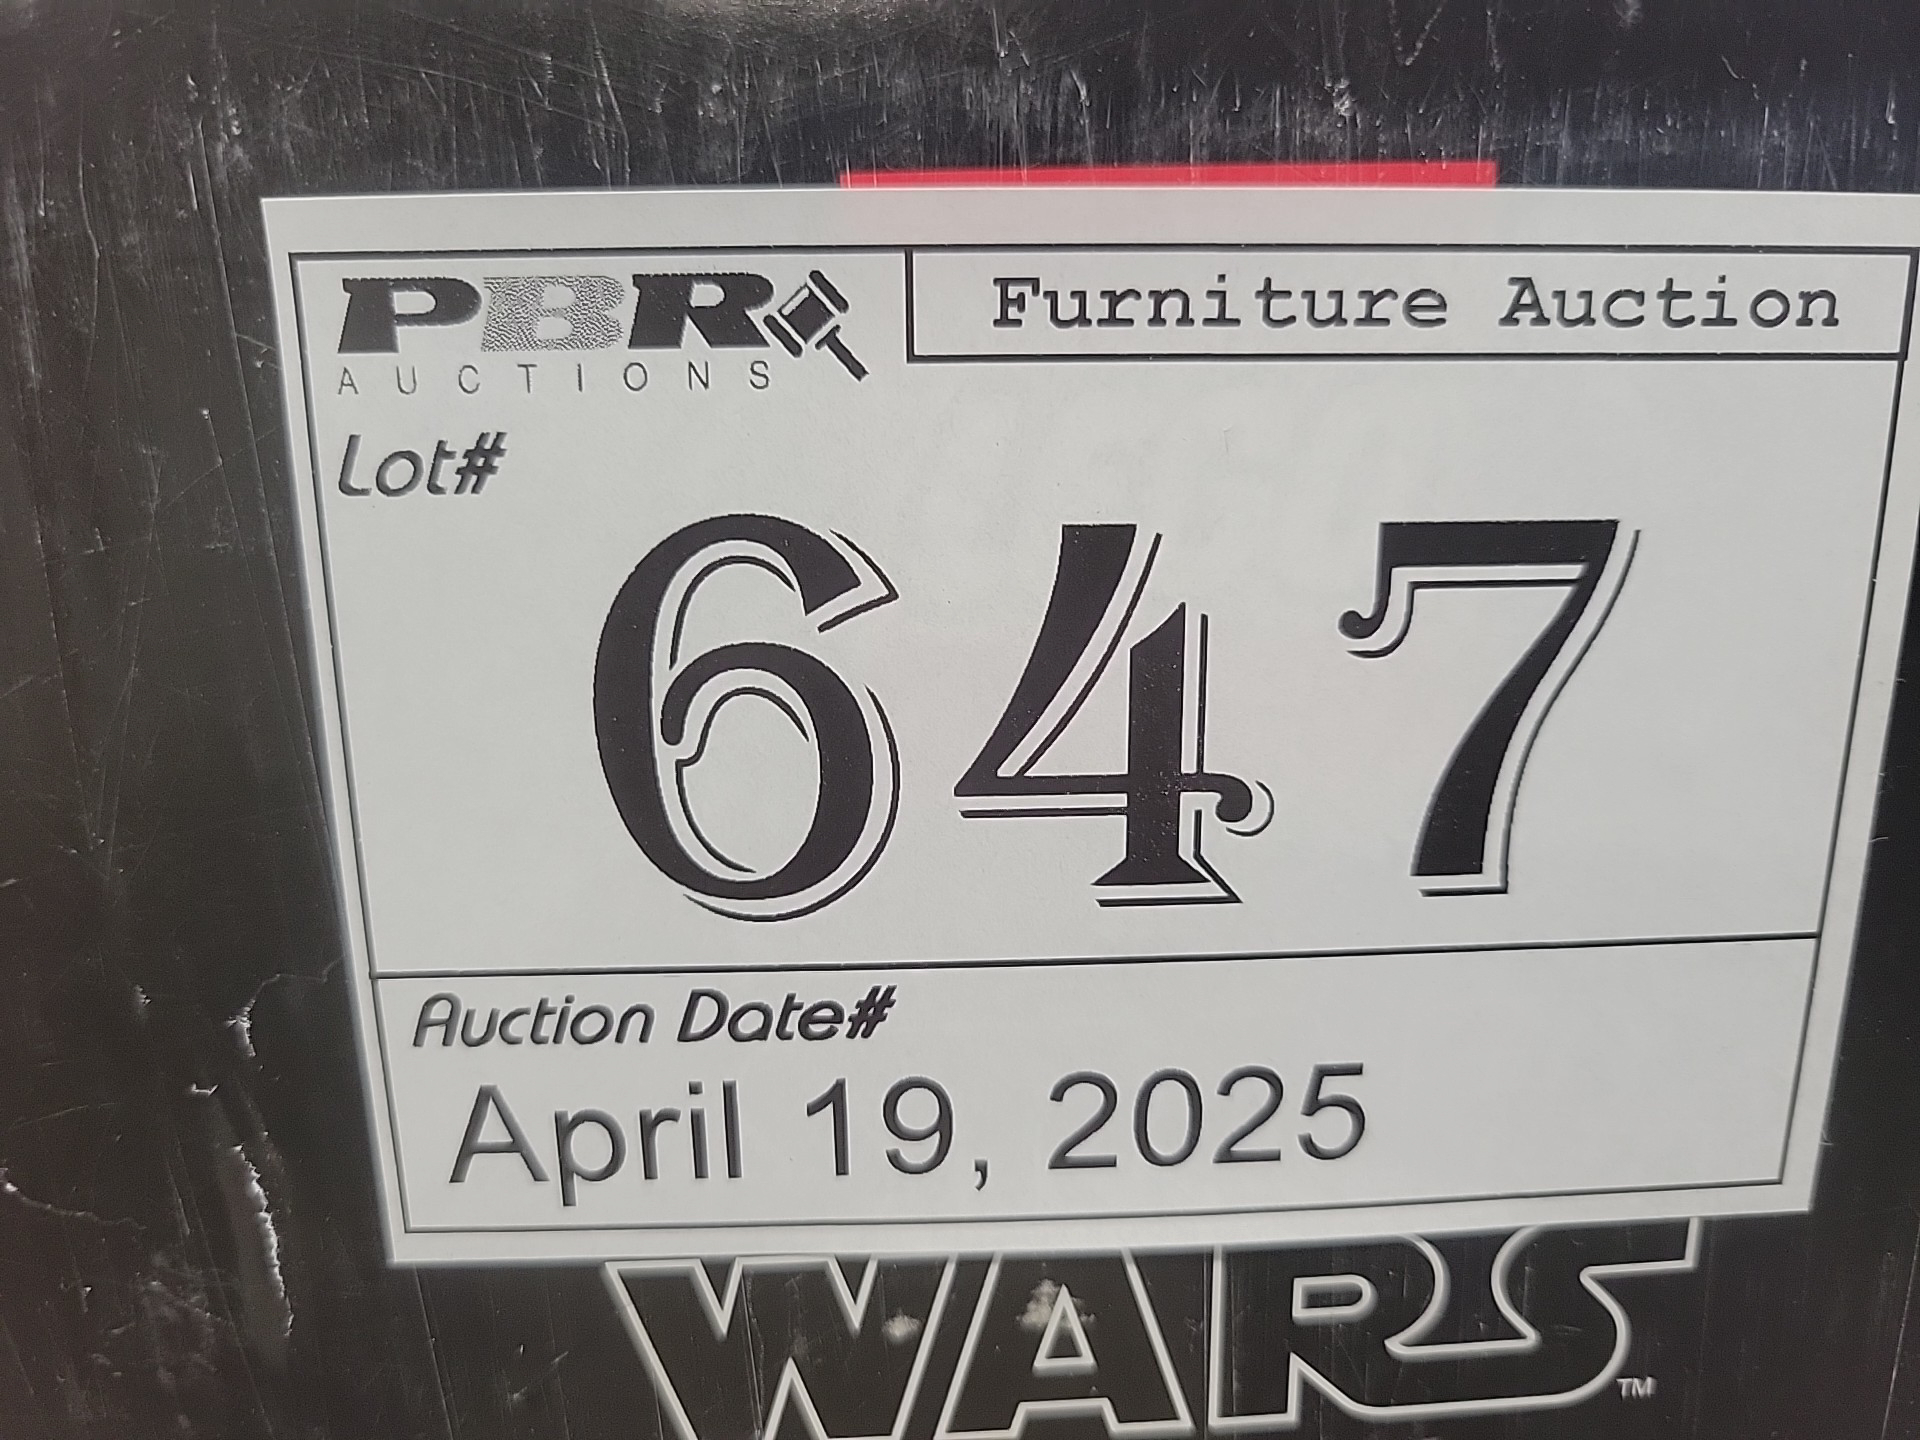 PBR
AUCTIONS
Furniture Auction
Lot#
647
Auction Date#
April 19, 2025
WARS
TM